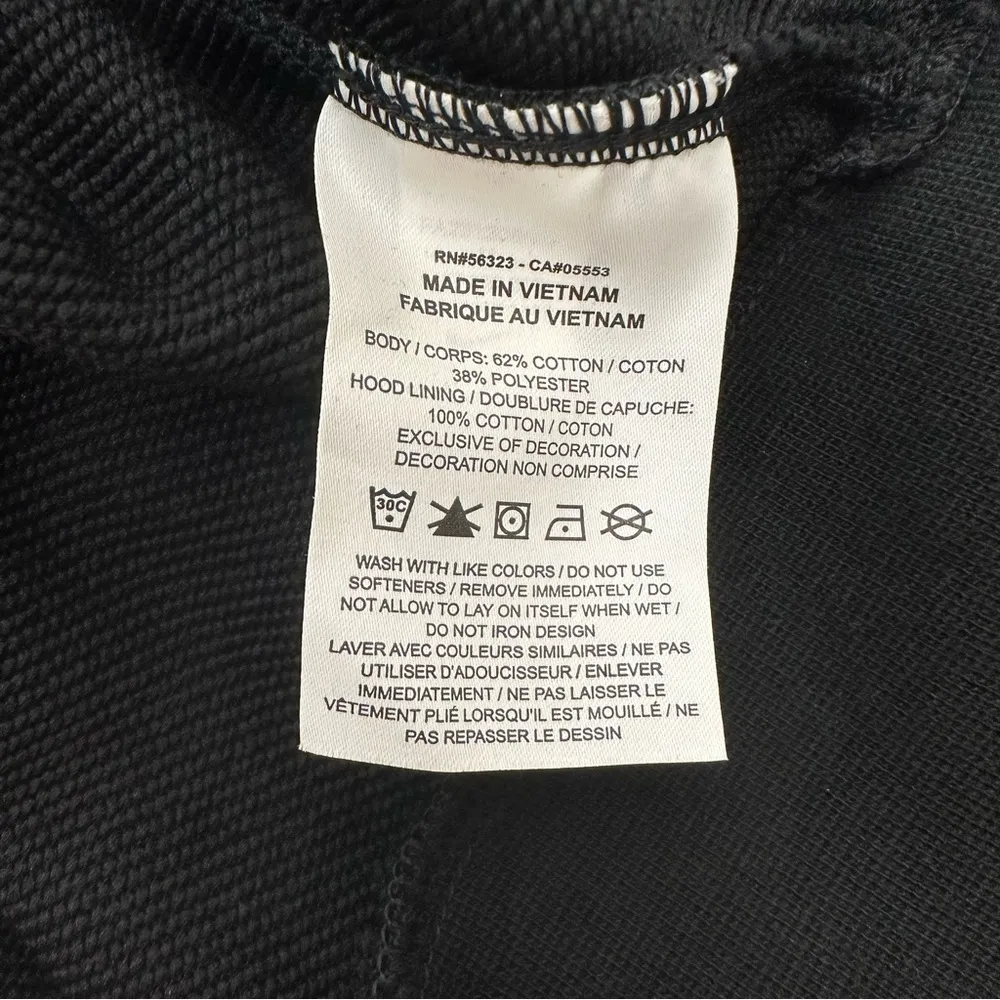 RN#56323 - CA#05553
MADE IN VIETNAM
FABRIQUE AU VIETNAM
BODY / CORPS: 62% COTTON / COTON
38% POLYESTER
HOOD LINING / DOUBLURE DE CAPUCHE:
100% COTTON / COTON
EXCLUSIVE OF DECORATION /
DECORATION NON COMPRISE
30C
WASH WITH LIKE COLORS / DO NOT USE
SOFTENERS / REMOVE IMMEDIATELY / DO
NOT ALLOW TO LAY ON ITSELF WHEN WET /
DO NOT IRON DESIGN
LAVER AVEC COULEURS SIMILAIRES / NE PAS
UTILISER D'ADOUCISSEUR / ENLEVER
IMMEDIATEMENT / NE PAS LAISSER LE
VÊTEMENT PLIÉ LORSQU'IL EST MOUILLÉ / NE
PAS REPASSER LE DESSIN